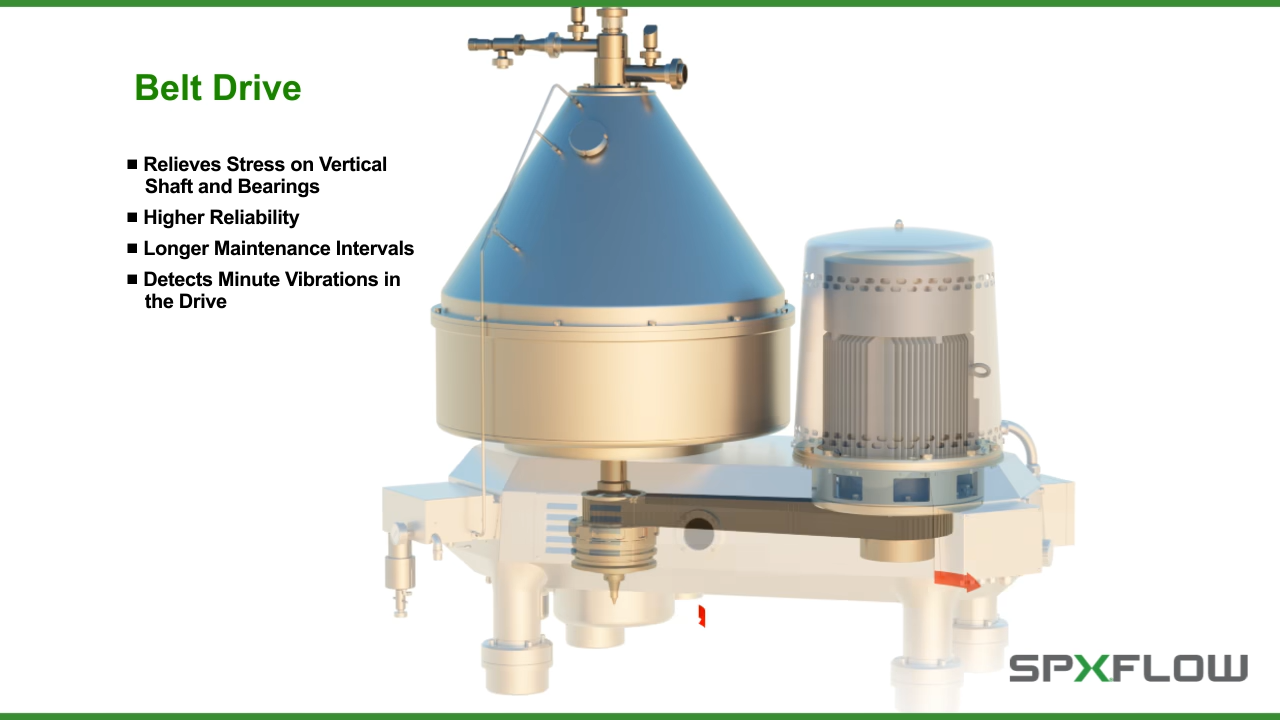 Belt Drive
■ Relieves Stress on Vertical
Shaft and Bearings
■ Higher Reliability
■ Longer Maintenance Intervals
■ Detects Minute Vibrations in
the Drive
SPXFLOW